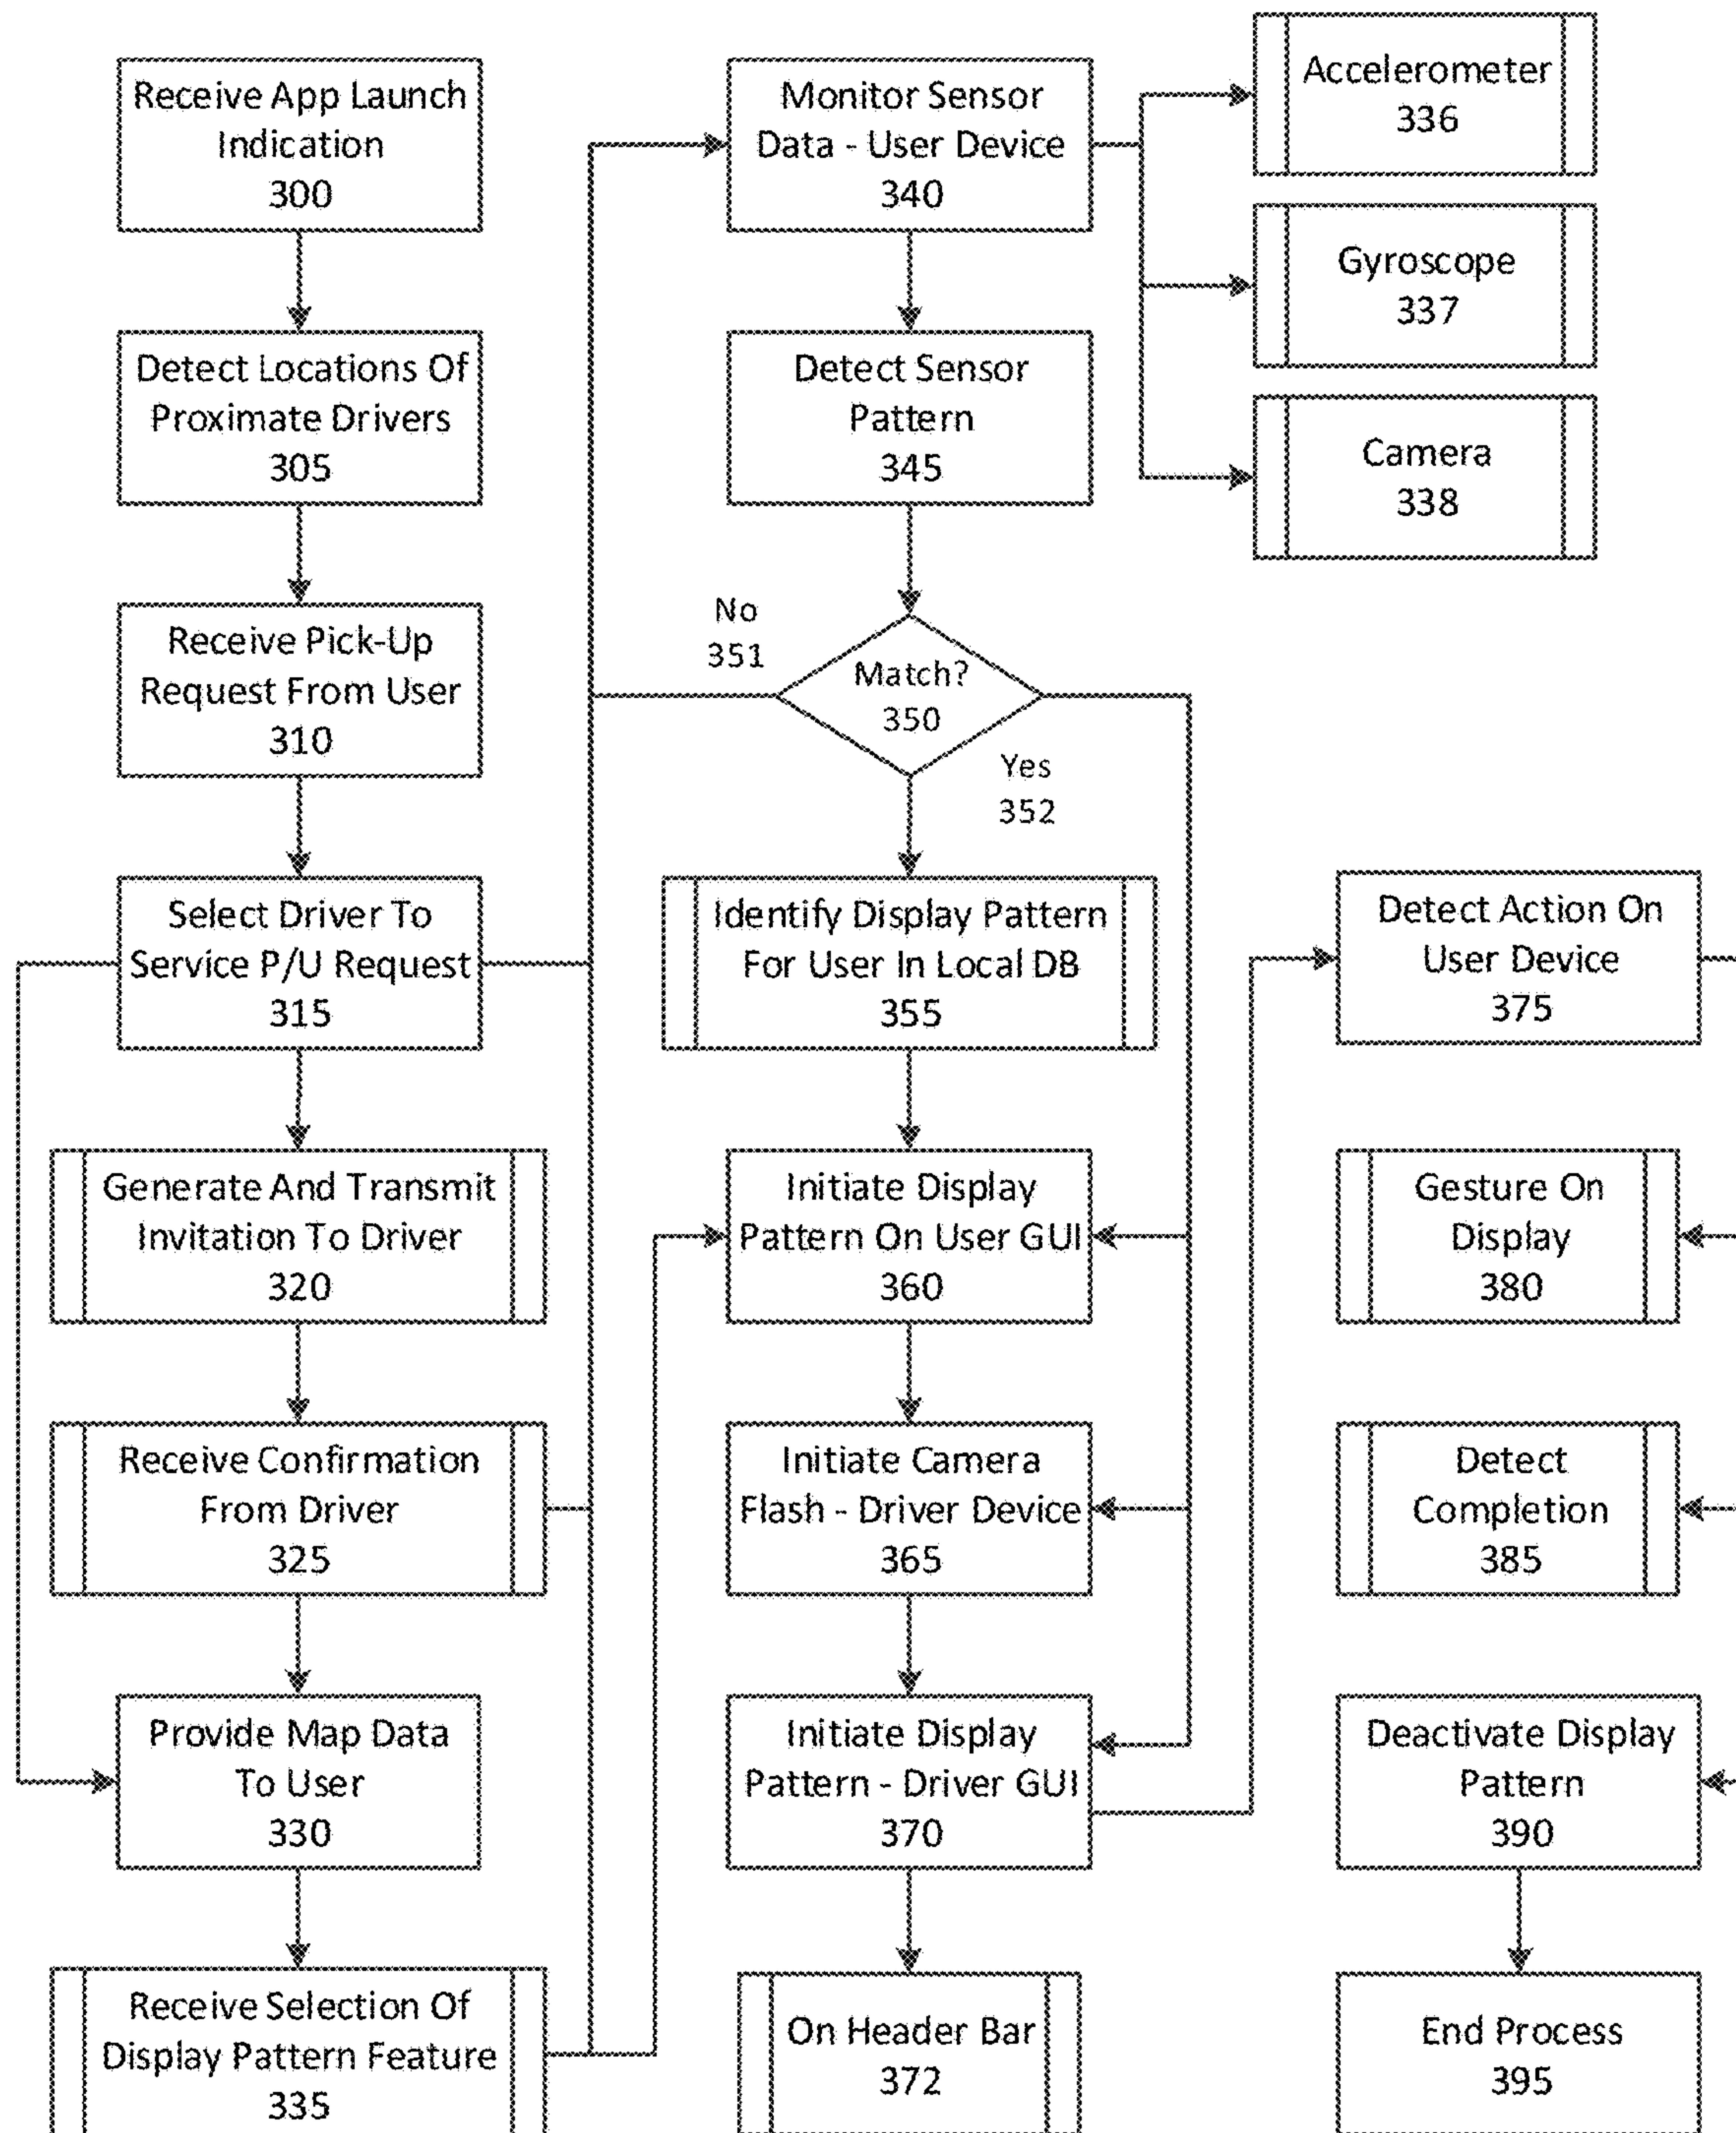 Receive App Launch
Indication
300
Detect Locations Of
Proximate Drivers
305
Receive Pick-Up
Request From User
310
Select Driver To
Service P/U Request
315
Generate And Transmit
Invitation To Driver
320
Receive Confirmation
From Driver
325
Provide Map Data
To User
330
Receive Selection Of
Display Pattern Feature
335
Monitor Sensor
Data - User Device
340
Detect Sensor
Pattern
345
No
351
Match?
350
Yes
352
Identify Display Pattern
For User In Local DB
355
Initiate Display
Pattern On User GUI
360
Initiate Camera
Flash - Driver Device
365
Initiate Display
Pattern - Driver GUI
370
On Header Bar
372
Accelerometer
336
Gyroscope
337
Camera
338
Detect Action On
User Device
375
Gesture On
Display
380
Detect
Completion
385
Deactivate Display
Pattern
390
End Process
395